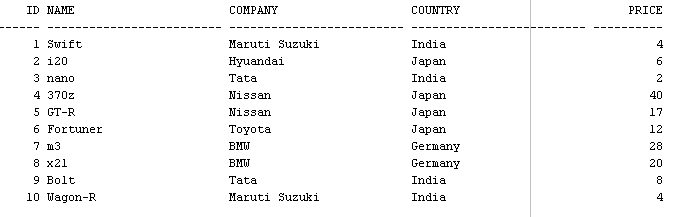 ID NAME COMPANY COUNTRY PRICE
------ ------------------------- ------------------------- ------------------------- ----------
1 Swift Maruti Suzuki India 4
2 i20 Hyuandai Japan 6
3 nano Tata India 2
4 370z Nissan Japan 40
5 GT-R Nissan Japan 17
6 Fortuner Toyota Japan 12
7 m3 BMW Germany 28
8 x21 BMW Germany 20
9 Bolt Tata India 8
10 Wagon-R Maruti Suzuki India 4